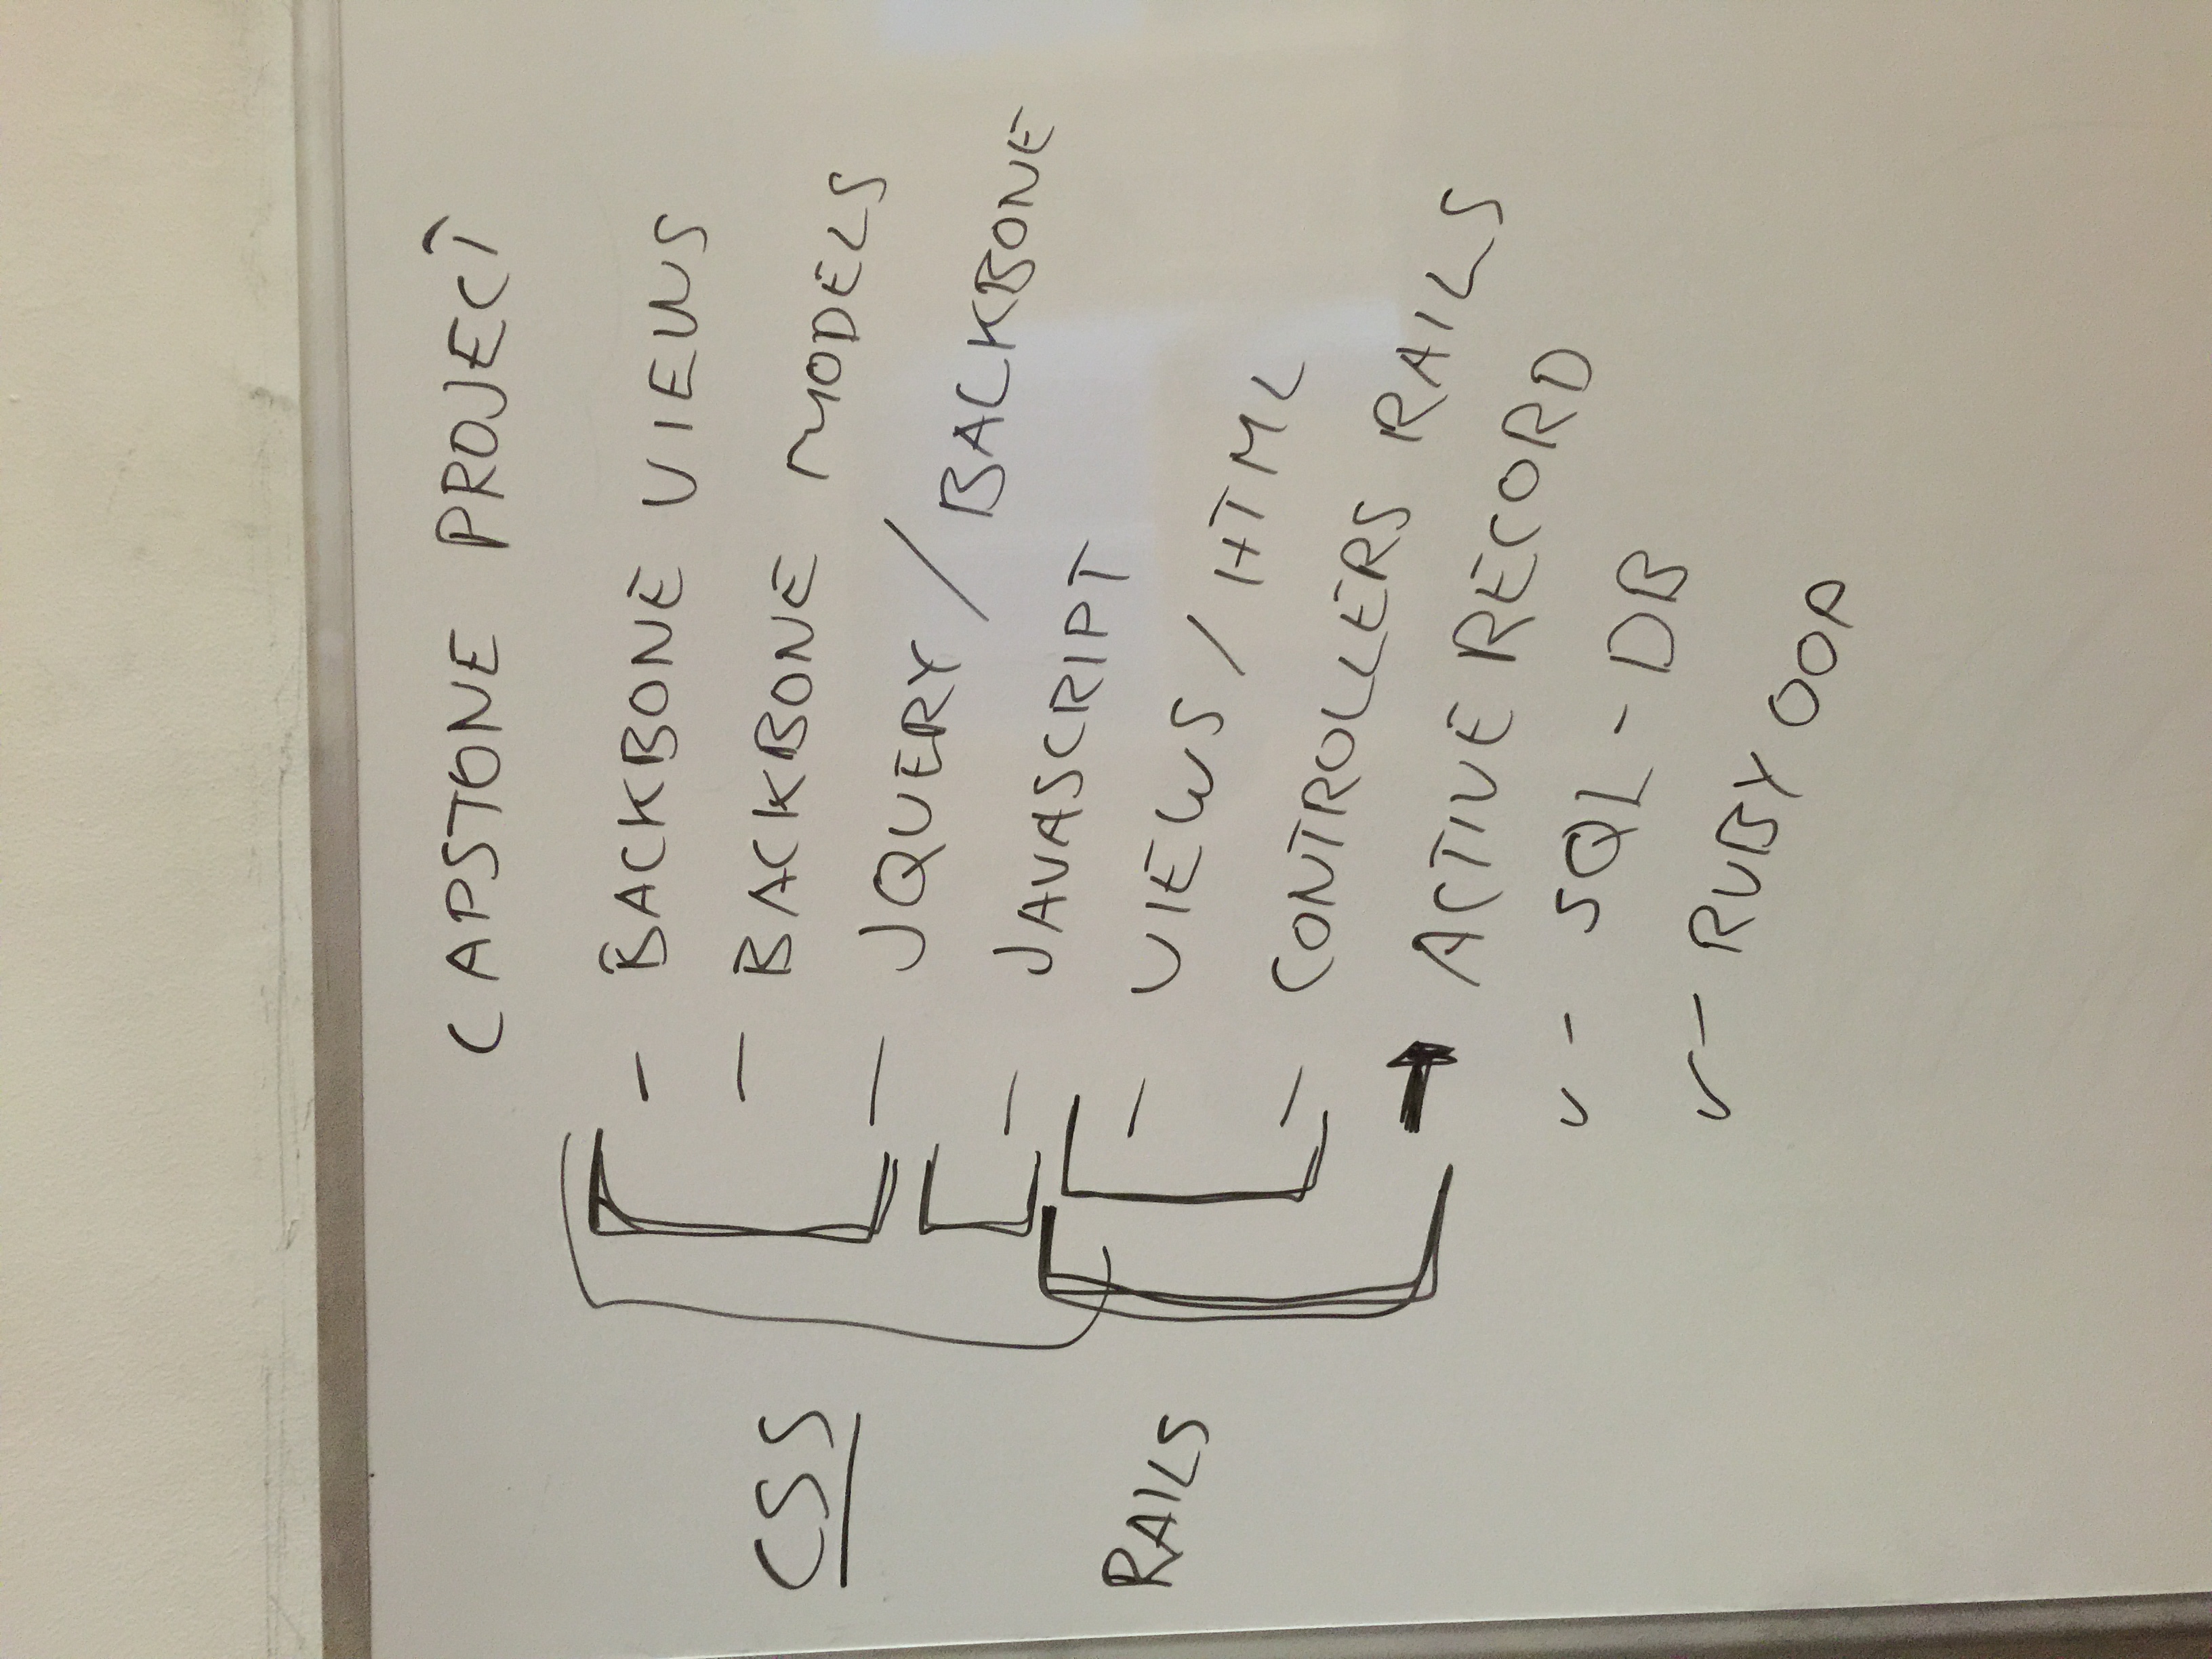 CAPSTONE PROJECT
- BACKBONE VIEWS
- BACKBONE MODELS
CSS
- JQUERY / BACKBONE
- JAVASCRIPT
RAILS
- VIEWS / HTML
- CONTROLLERS RAILS
→ ACTIVE RECORD
✓ - SQL - DB
✓ - RUBY OOP